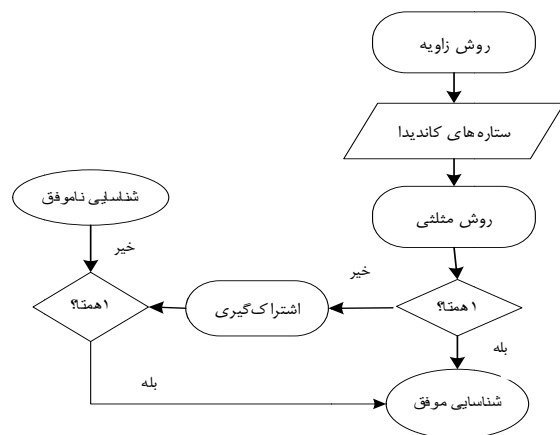 روش زاویه
ستاره‌های کاندیدا
روش مثلثی
شناسایی ناموفق
خیر
خیر
۱همتا؟
اشتراک‌گیری
۱همتا؟
بله
بله
شناسایی موفق